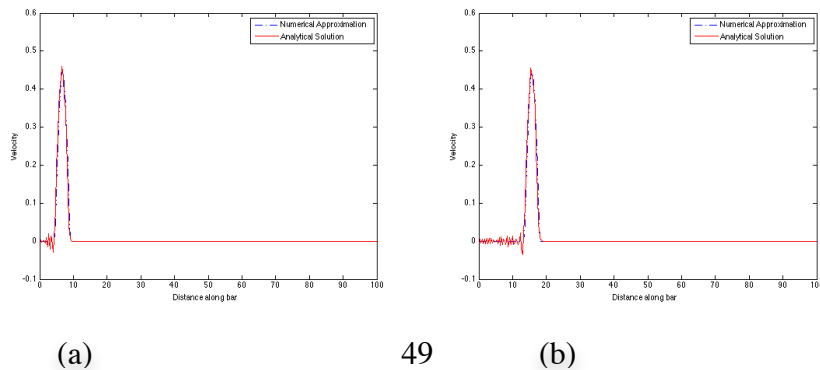 0.6
0.5
0.4
0.3
0.2
0.1
0
-0.1
Velocity
0 10 20 30 40 50 60 70 80 90 100
Distance along bar
Numerical Approximation
Analytical Solution
0.6
0.5
0.4
0.3
0.2
0.1
0
-0.1
Velocity
0 10 20 30 40 50 60 70 80 90 100
Distance along bar
Numerical Approximation
Analytical Solution
(a) 49 (b)